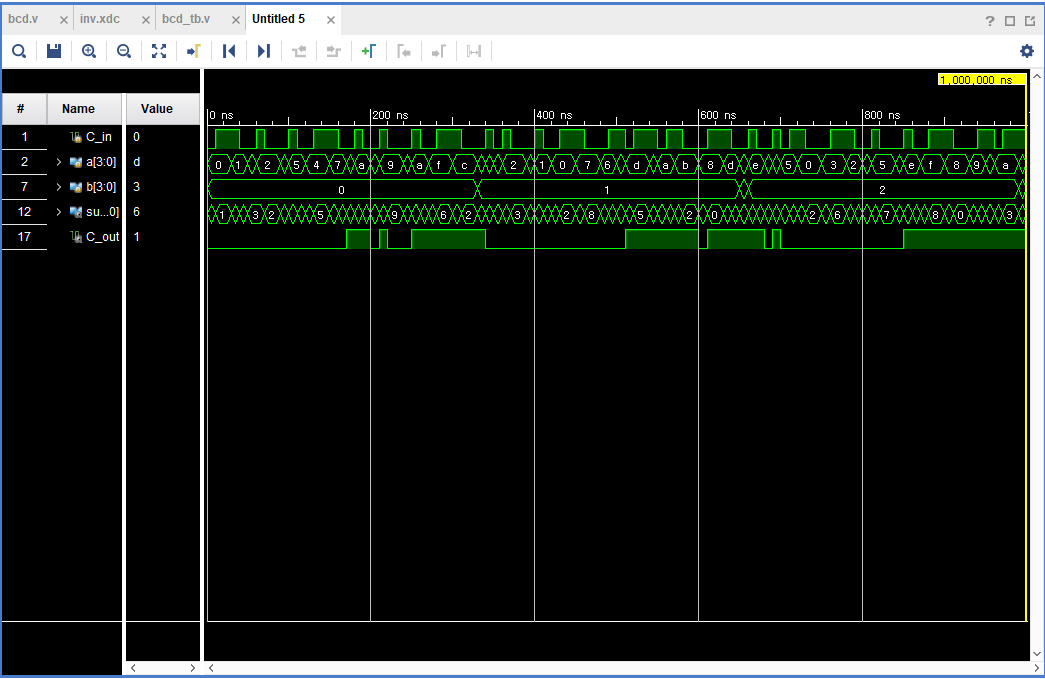 bcd.v × inv.xdc × bcd_tb.v × Untitled 5 ×
?
1,000,000 ns
# Name Value
0 ns 200 ns 400 ns 600 ns 800 ns
1 C_in 0
2 > a[3:0] d 0 1 2 5 4 7 a 9 a f c 2 1 0 7 6 d a b 8 d e 5 0 3 2 5 e f 8 9 a
7 > b[3:0] 3 0 1 2
12 > su...0] 6 1 3 2 5 9 6 2 3 2 8 5 2 0 2 6 7 8 0 3
17 C_out 1